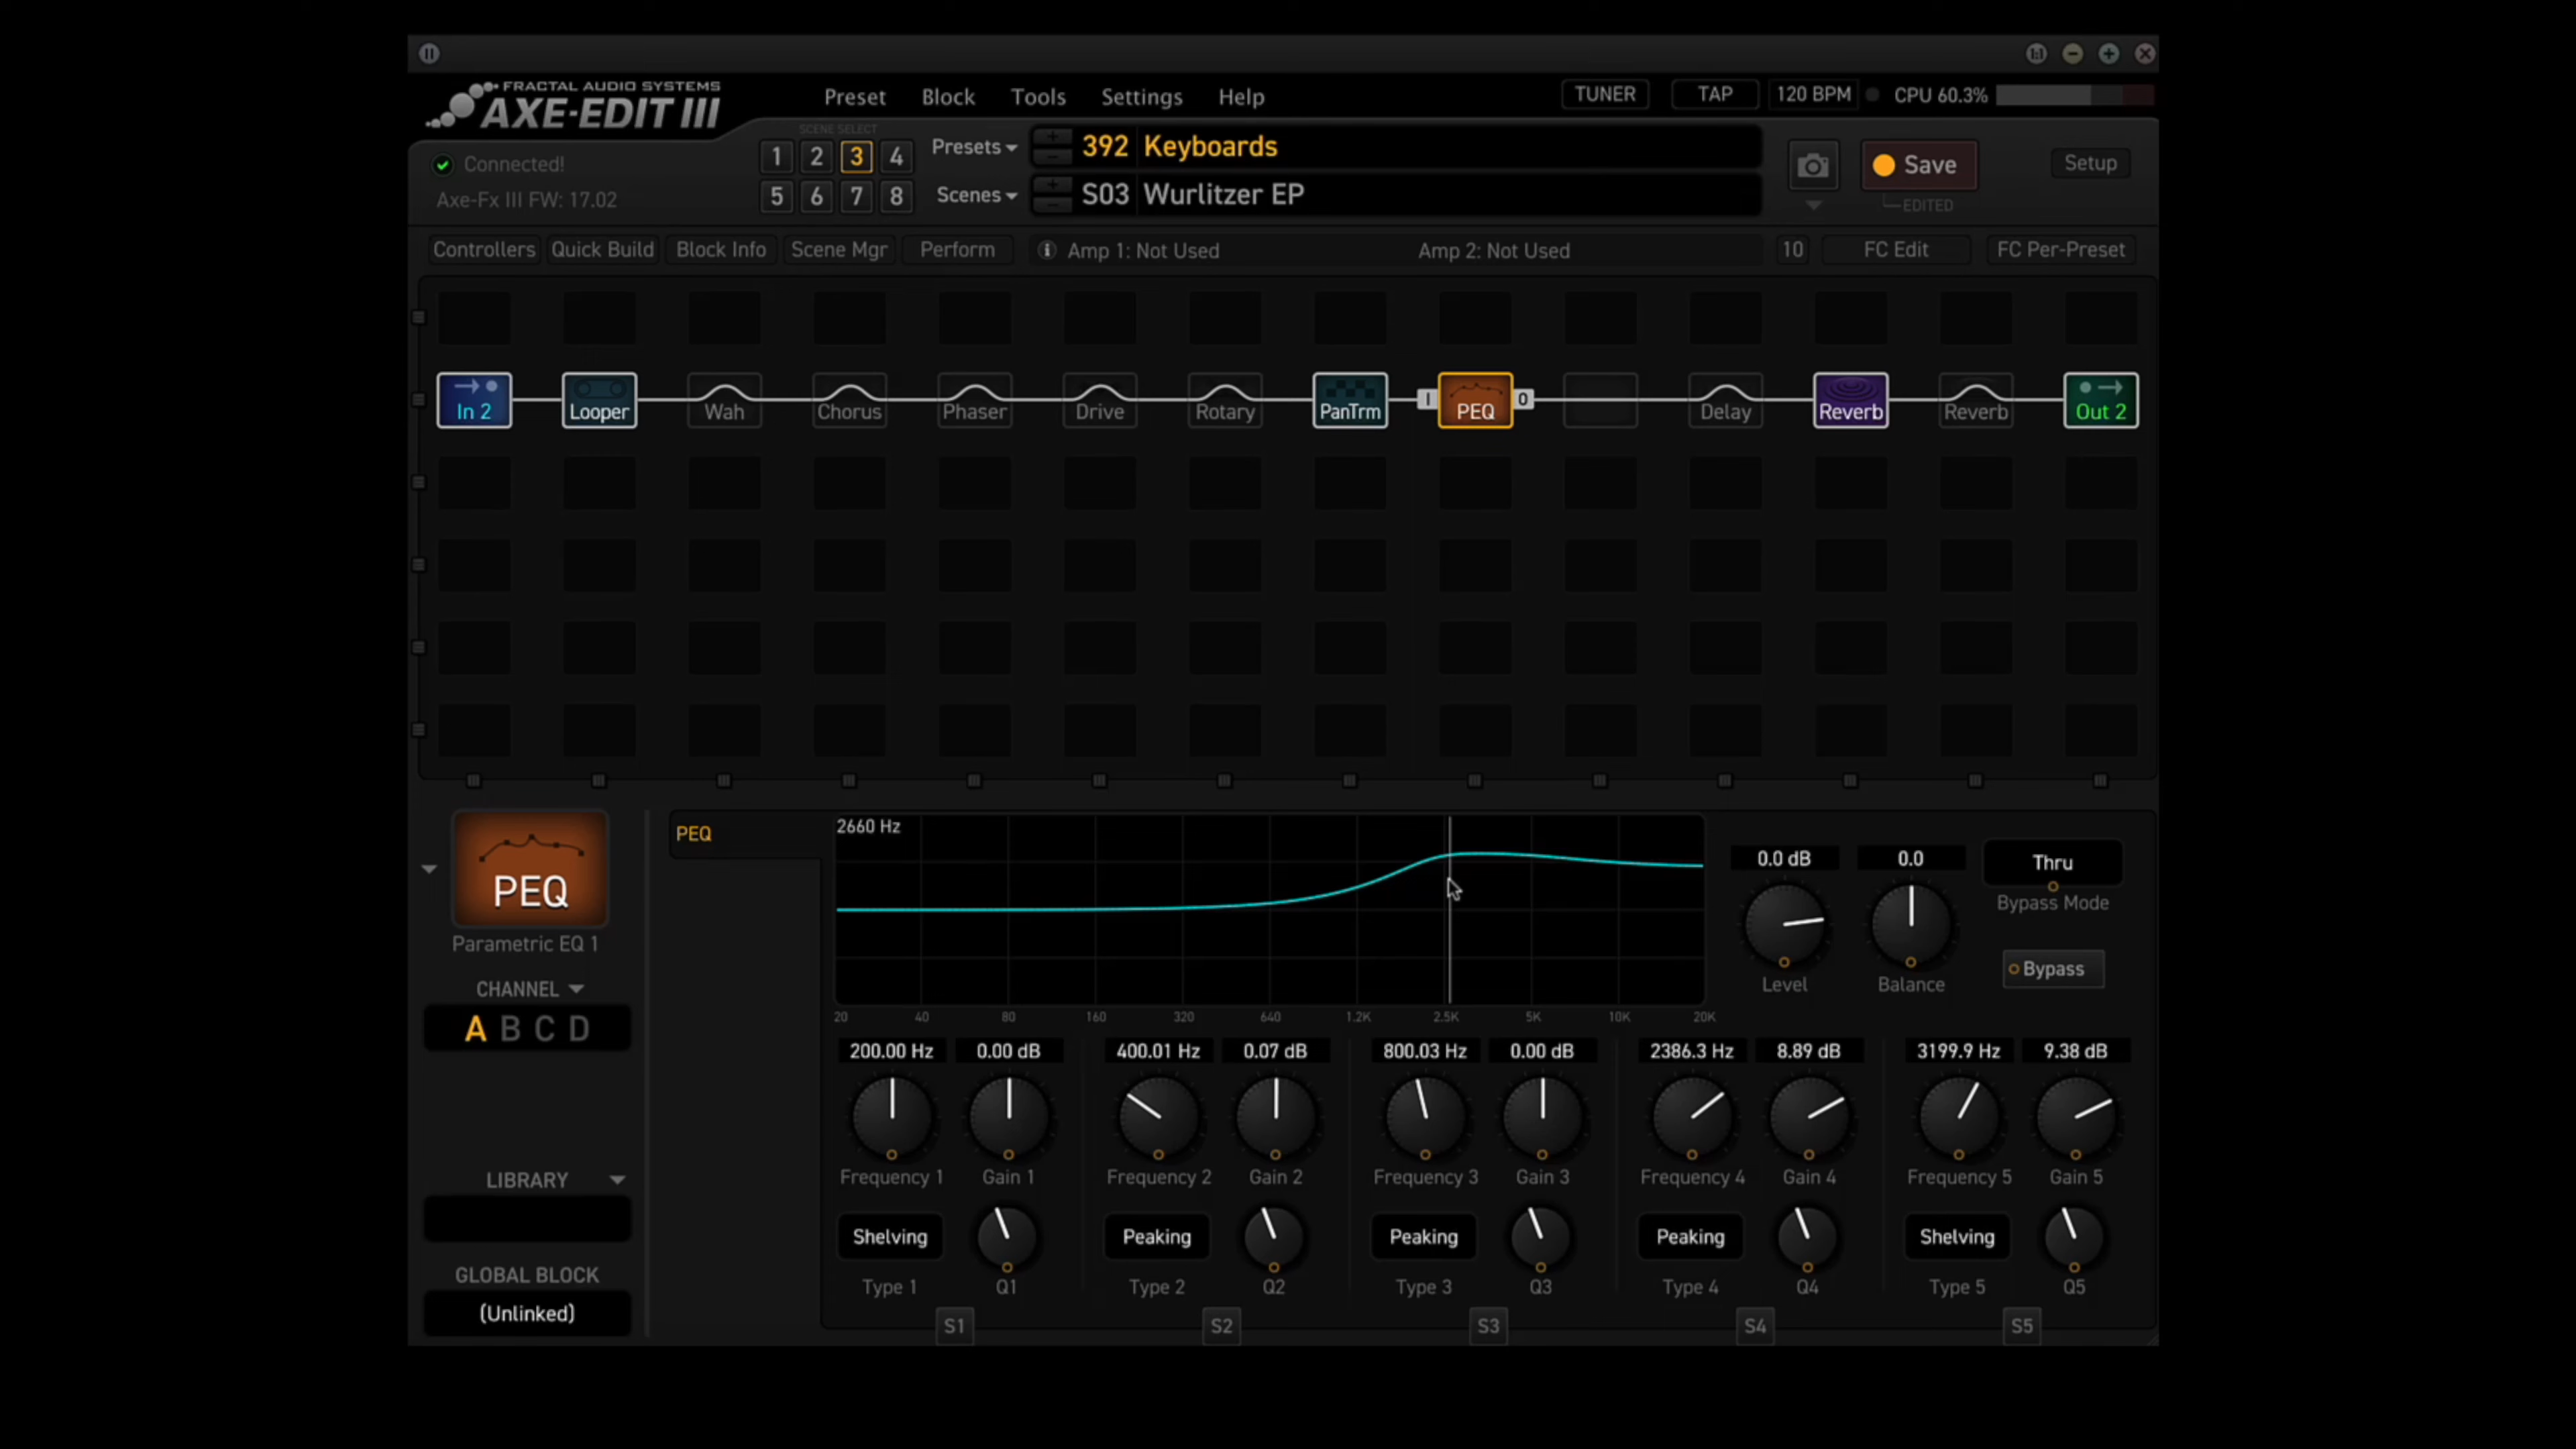 FRACTAL AUDIO SYSTEMS
AXE-EDIT III
Preset Block Tools Settings Help
TUNER TAP 120 BPM CPU 60.3%
Connected!
Axe-Fx III FW: 17.02
SCENE SELECT
1 2 3 4
5 6 7 8
Presets 392 Keyboards
Scenes S03 Wurlitzer EP
Save
EDITED
Setup
Controllers Quick Build Block Info Scene Mgr Perform
Amp 1: Not Used Amp 2: Not Used
10 FC Edit FC Per-Preset
In 2 Looper Wah Chorus Phaser Drive Rotary PanTrm I PEQ O Delay Reverb Reverb Out 2
PEQ
Parametric EQ 1
CHANNEL
A B C D
LIBRARY
GLOBAL BLOCK
(Unlinked)
PEQ
2660 Hz
20 40 80 160 320 640 1.2K 2.5K 5K 10K 20K
0.0 dB 0.0 Thru
Level Balance Bypass Mode
Bypass
200.00 Hz 0.00 dB 400.01 Hz 0.07 dB 800.03 Hz 0.00 dB 2386.3 Hz 8.89 dB 3199.9 Hz 9.38 dB
Frequency 1 Gain 1 Frequency 2 Gain 2 Frequency 3 Gain 3 Frequency 4 Gain 4 Frequency 5 Gain 5
Shelving Peaking Peaking Peaking Shelving
Type 1 Q1 Type 2 Q2 Type 3 Q3 Type 4 Q4 Type 5 Q5
S1 S2 S3 S4 S5